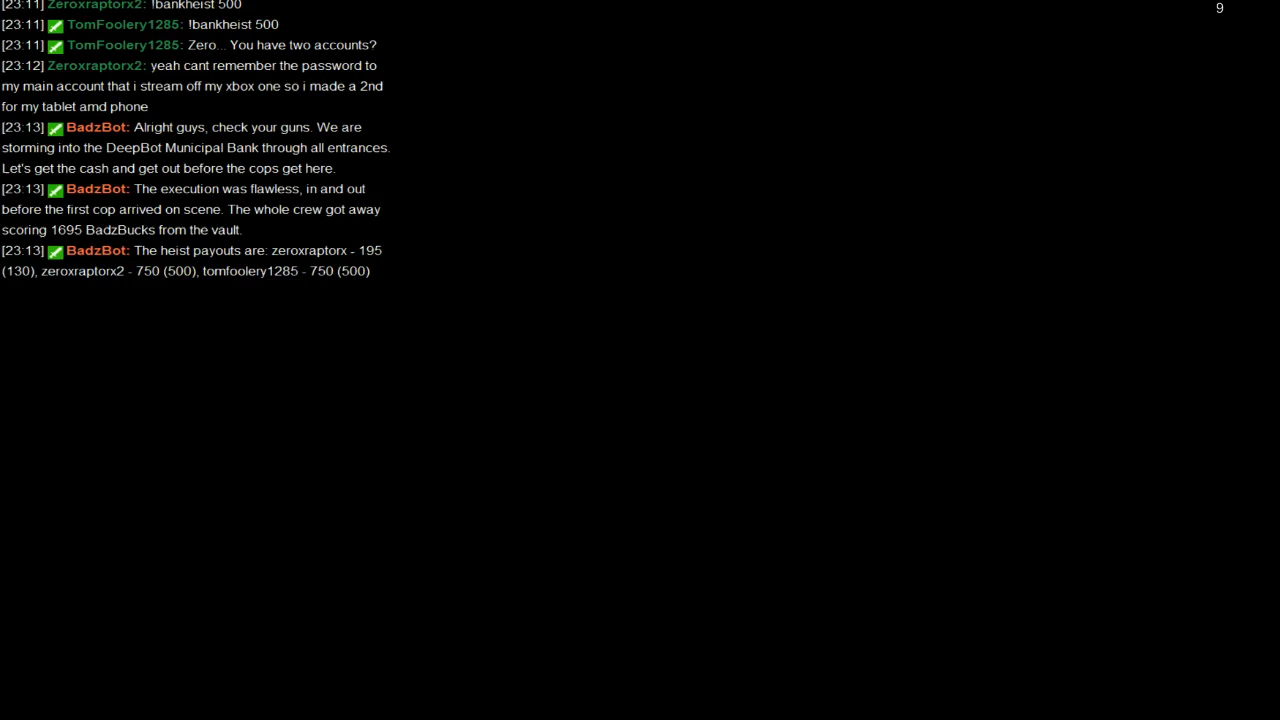 [23:11] Zeroxraptorx2: !bankheist 500
9
[23:11] TomFoolery1285: !bankheist 500
[23:11] TomFoolery1285: Zero... You have two accounts?
[23:12] Zeroxraptorx2: yeah cant remember the password to
my main account that i stream off my xbox one so i made a 2nd
for my tablet amd phone
[23:13] BadzBot: Alright guys, check your guns. We are
storming into the DeepBot Municipal Bank through all entrances.
Let's get the cash and get out before the cops get here.
[23:13] BadzBot: The execution was flawless, in and out
before the first cop arrived on scene. The whole crew got away
scoring 1695 BadzBucks from the vault.
[23:13] BadzBot: The heist payouts are: zeroxraptorx - 195
(130), zeroxraptorx2 - 750 (500), tomfoolery1285 - 750 (500)